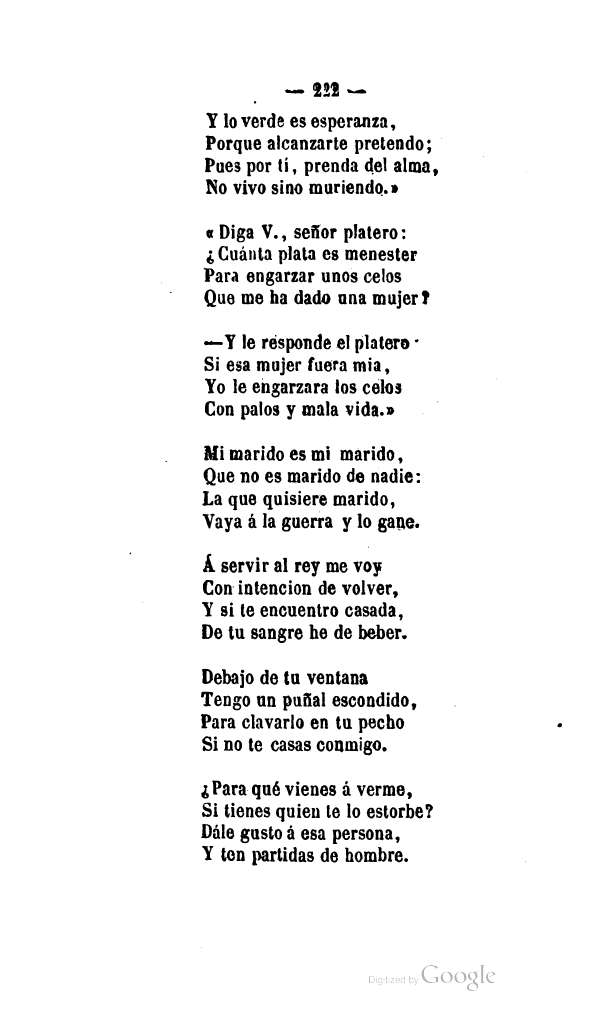 — 222 —
Y lo verde es esperanza,
Porque alcanzarte pretendo;
Pues por tí, prenda del alma,
No vivo sino muriendo.»
« Diga V., señor platero:
¿Cuánta plata es menester
Para engarzar unos celos
Que me ha dado una mujer?
—Y le responde el platero·
Si esa mujer fuera mia,
Yo le engarzara los celos
Con palos y mala vida.»
Mi marido es mi marido,
Que no es marido de nadie:
La que quisiere marido,
Vaya á la guerra y lo gane.
Á servir al rey me voy
Con intencion de volver,
Y si te encuentro casada,
De tu sangre he de beber.
Debajo de tu ventana
Tengo un puñal escondido,
Para clavarlo en tu pecho
Si no te casas conmigo.
¿Para qué vienes á verme,
Si tienes quien te lo estorbe?
Dále gusto á esa persona,
Y ten partidas de hombre.
Digitized by Google